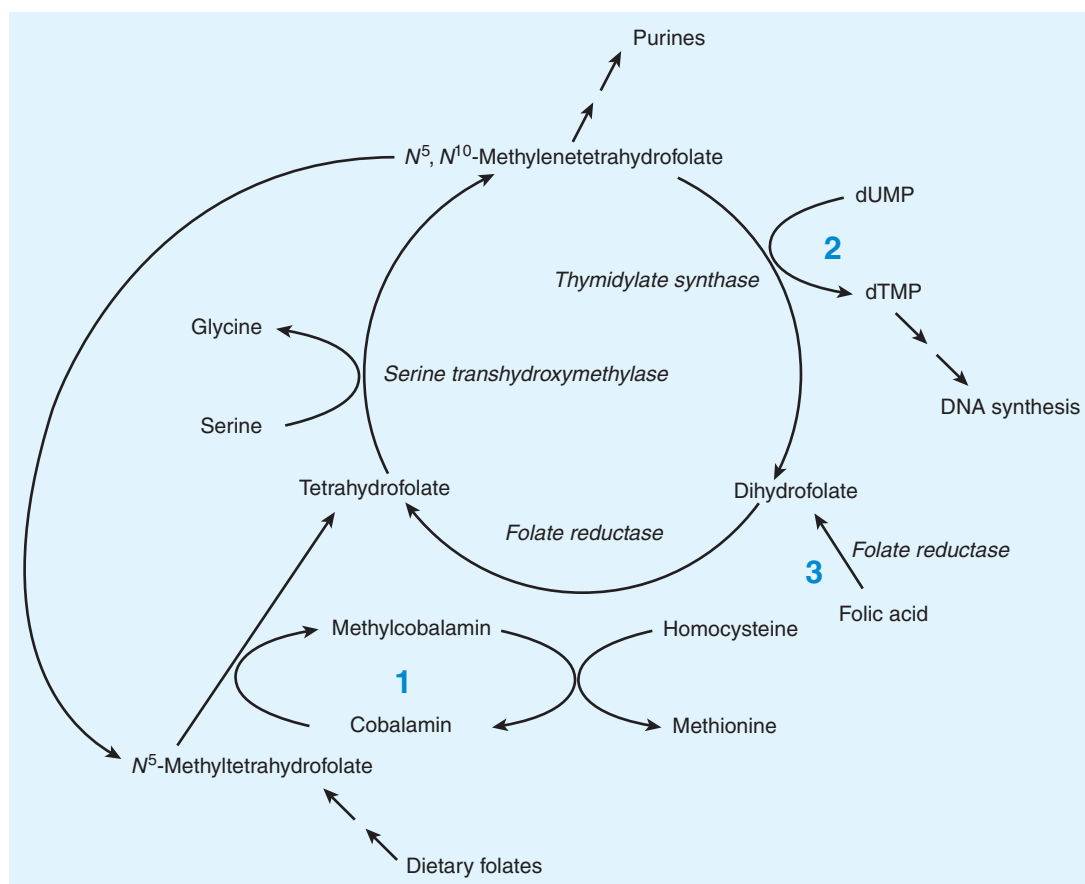 Purines
N⁵, N¹⁰-Methylenetetrahydrofolate
dUMP
2
Thymidylate synthase
dTMP
Glycine
Serine transhydroxymethylase
DNA synthesis
Serine
Tetrahydrofolate
Dihydrofolate
Folate reductase
Folate reductase
3
Folic acid
Methylcobalamin
Homocysteine
1
Cobalamin
Methionine
N⁵-Methyltetrahydrofolate
Dietary folates